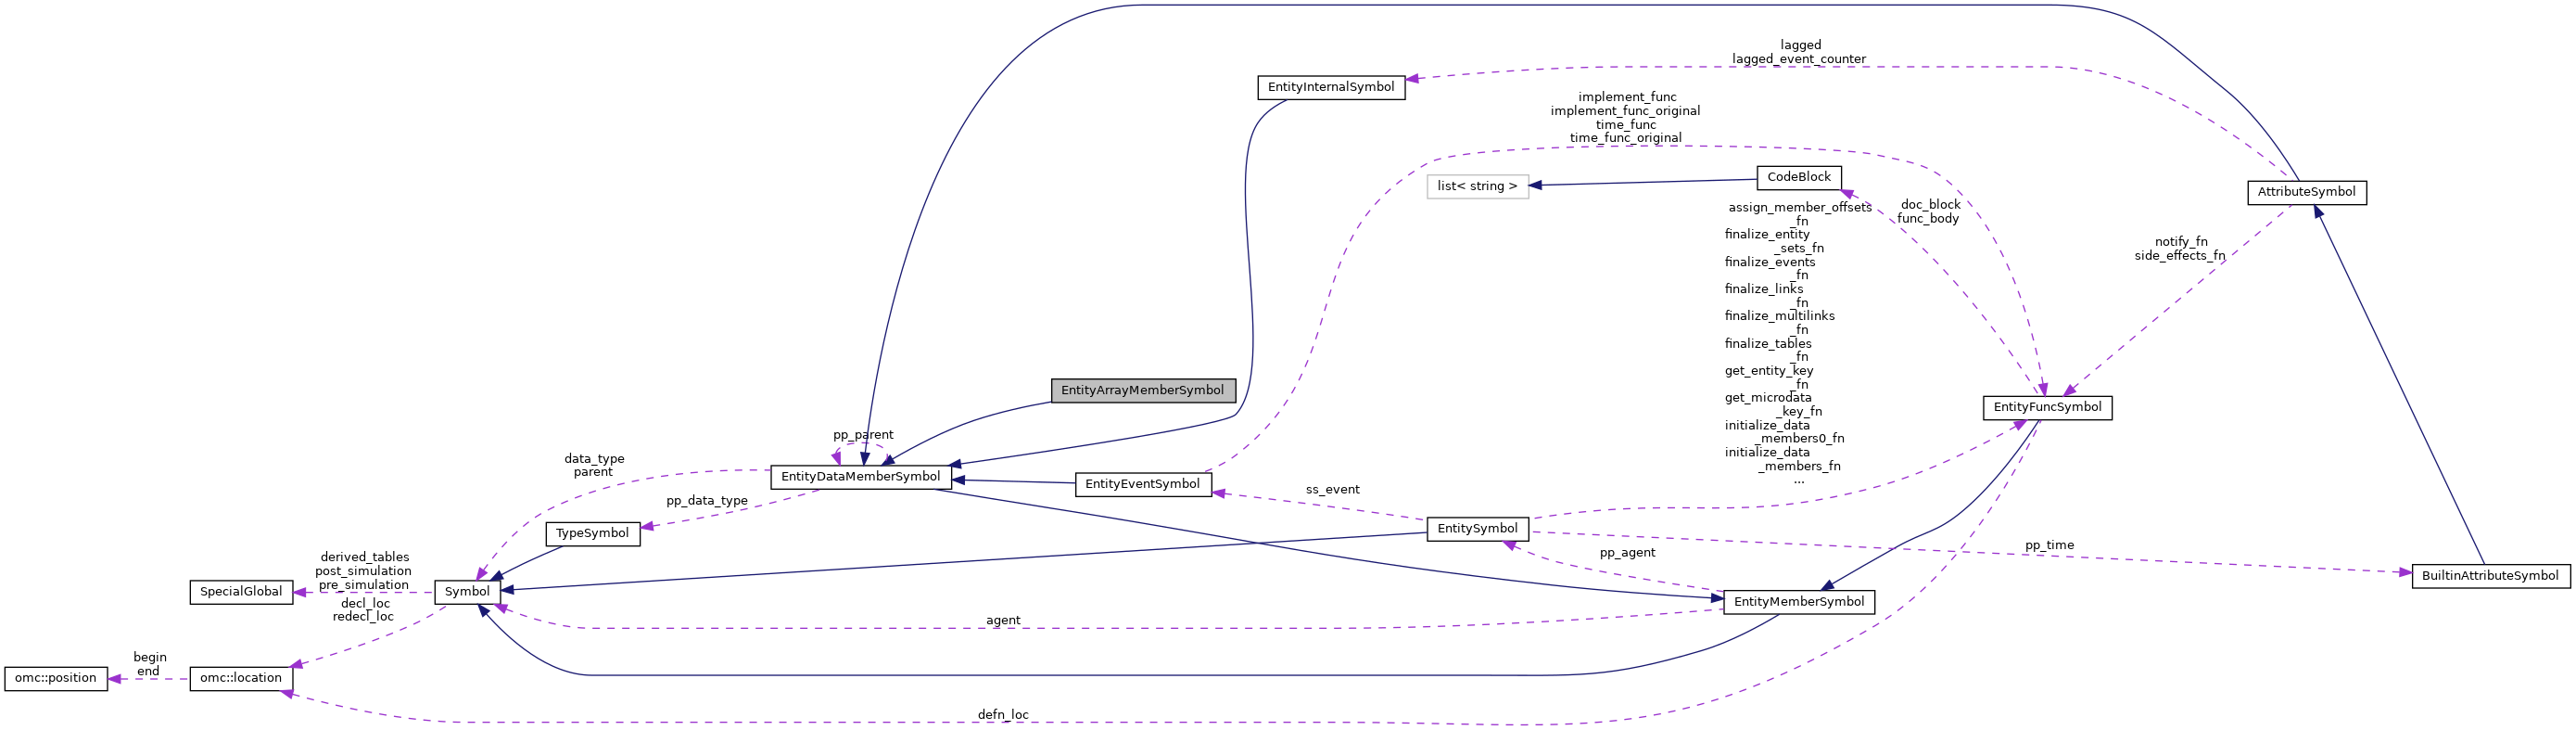 lagged
lagged_event_counter
EntityInternalSymbol
implement_func
implement_func_original
time_func
time_func_original
CodeBlock
list< string >
AttributeSymbol
doc_block
func_body
assign_member_offsets
_fn
finalize_entity
_sets_fn
finalize_events
_fn
finalize_links
_fn
finalize_multilinks
_fn
finalize_tables
_fn
get_entity_key
_fn
get_microdata
_key_fn
initialize_data
_members0_fn
initialize_data
_members_fn
...
notify_fn
side_effects_fn
EntityArrayMemberSymbol
EntityFuncSymbol
pp_parent
data_type
parent
EntityDataMemberSymbol
EntityEventSymbol
ss_event
pp_data_type
EntitySymbol
TypeSymbol
pp_time
pp_agent
derived_tables
post_simulation
pre_simulation
BuiltinAttributeSymbol
SpecialGlobal
Symbol
EntityMemberSymbol
decl_loc
redecl_loc
agent
begin
end
omc::position
omc::location
defn_loc